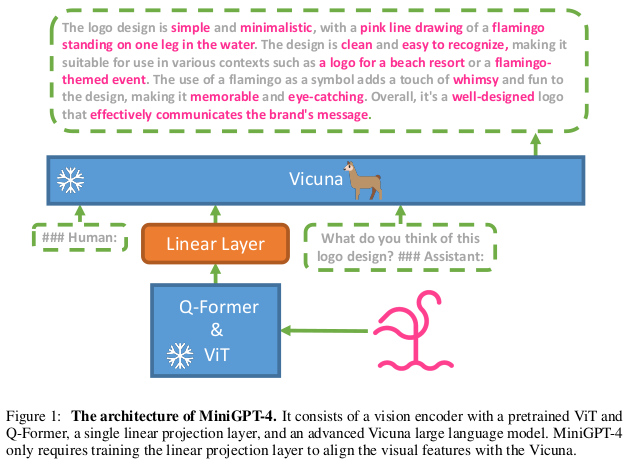 The logo design is simple and minimalistic, with a pink line drawing of a flamingo
standing on one leg in the water. The design is clean and easy to recognize, making it
suitable for use in various contexts such as a logo for a beach resort or a flamingo-
themed event. The use of a flamingo as a symbol adds a touch of whimsy and fun to
the design, making it memorable and eye-catching. Overall, it's a well-designed logo
that effectively communicates the brand's message.
Vicuna
### Human:
Linear Layer
What do you think of this
logo design? ### Assistant:
Q-Former
&
ViT
Figure 1: The architecture of MiniGPT-4. It consists of a vision encoder with a pretrained ViT and
Q-Former, a single linear projection layer, and an advanced Vicuna large language model. MiniGPT-4
only requires training the linear projection layer to align the visual features with the Vicuna.